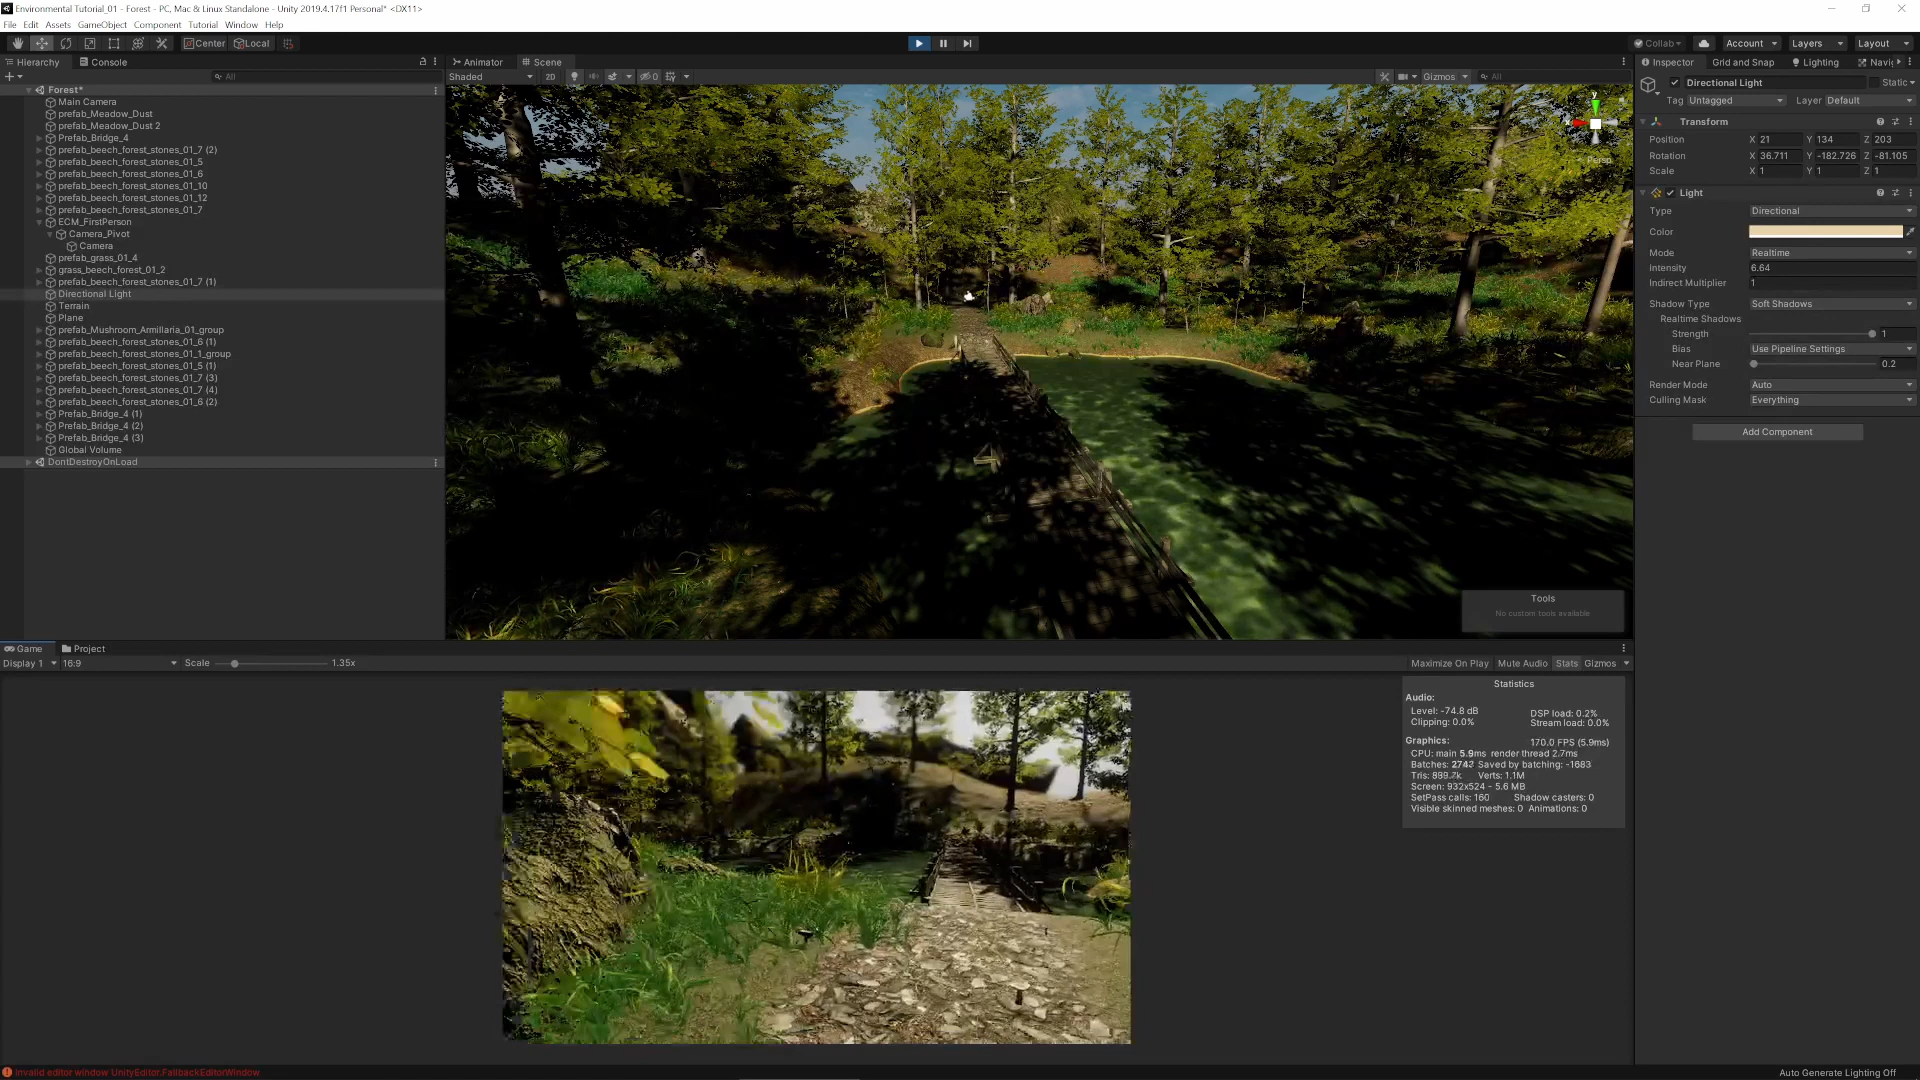 Environmental Tutorial_01 - Forest - PC, Mac & Linux Standalone - Unity 2019.4.17f1 Personal* <DX11>
File Edit Assets GameObject Component Tutorial Window Help
Center Local
Collab Account Layers Layout
Hierarchy Console
All
Forest*
Main Camera
prefab_Meadow_Dust
prefab_Meadow_Dust 2
Prefab_Bridge_4
prefab_beech_forest_stones_01_7 (2)
prefab_beech_forest_stones_01_5
prefab_beech_forest_stones_01_6
prefab_beech_forest_stones_01_10
prefab_beech_forest_stones_01_12
prefab_beech_forest_stones_01_7
ECM_FirstPerson
Camera_Pivot
Camera
prefab_grass_01_4
grass_beech_forest_01_2
prefab_beech_forest_stones_01_7 (1)
Directional Light
Terrain
Plane
prefab_Mushroom_Armillaria_01_group
prefab_beech_forest_stones_01_6 (1)
prefab_beech_forest_stones_01_1_group
prefab_beech_forest_stones_01_5 (1)
prefab_beech_forest_stones_01_7 (3)
prefab_beech_forest_stones_01_7 (4)
prefab_beech_forest_stones_01_6 (2)
Prefab_Bridge_4 (1)
Prefab_Bridge_4 (2)
Prefab_Bridge_4 (3)
Global Volume
DontDestroyOnLoad
Animator Scene
Shaded 2D 0 Gizmos All
y
Persp
Tools
No custom tools available
Inspector Grid and Snap Lighting Navi
Directional Light Static
Tag Untagged Layer Default
Transform
Position X 21 Y 134 Z 203
Rotation X 36.711 Y -182.726 Z -81.105
Scale X 1 Y 1 Z 1
Light
Type Directional
Color
Mode Realtime
Intensity 6.64
Indirect Multiplier 1
Shadow Type Soft Shadows
Realtime Shadows
Strength 1
Bias Use Pipeline Settings
Near Plane 0.2
Render Mode Auto
Culling Mask Everything
Add Component
Game Project
Display 1 16:9 Scale 1.35x Maximize On Play Mute Audio Stats Gizmos
Statistics
Audio:
Level: -74.8 dB DSP load: 0.2%
Clipping: 0.0% Stream load: 0.0%
Graphics: 170.0 FPS (5.9ms)
CPU: main 5.9ms render thread 2.7ms
Batches: Saved by batching: -1683
Tris: Verts: 1.1M
Screen: 932x524 - 5.6 MB
SetPass calls: 160 Shadow casters: 0
Visible skinned meshes: 0 Animations: 0
Invalid editor window UnityEditor.FallbackEditorWindow
Auto Generate Lighting Off